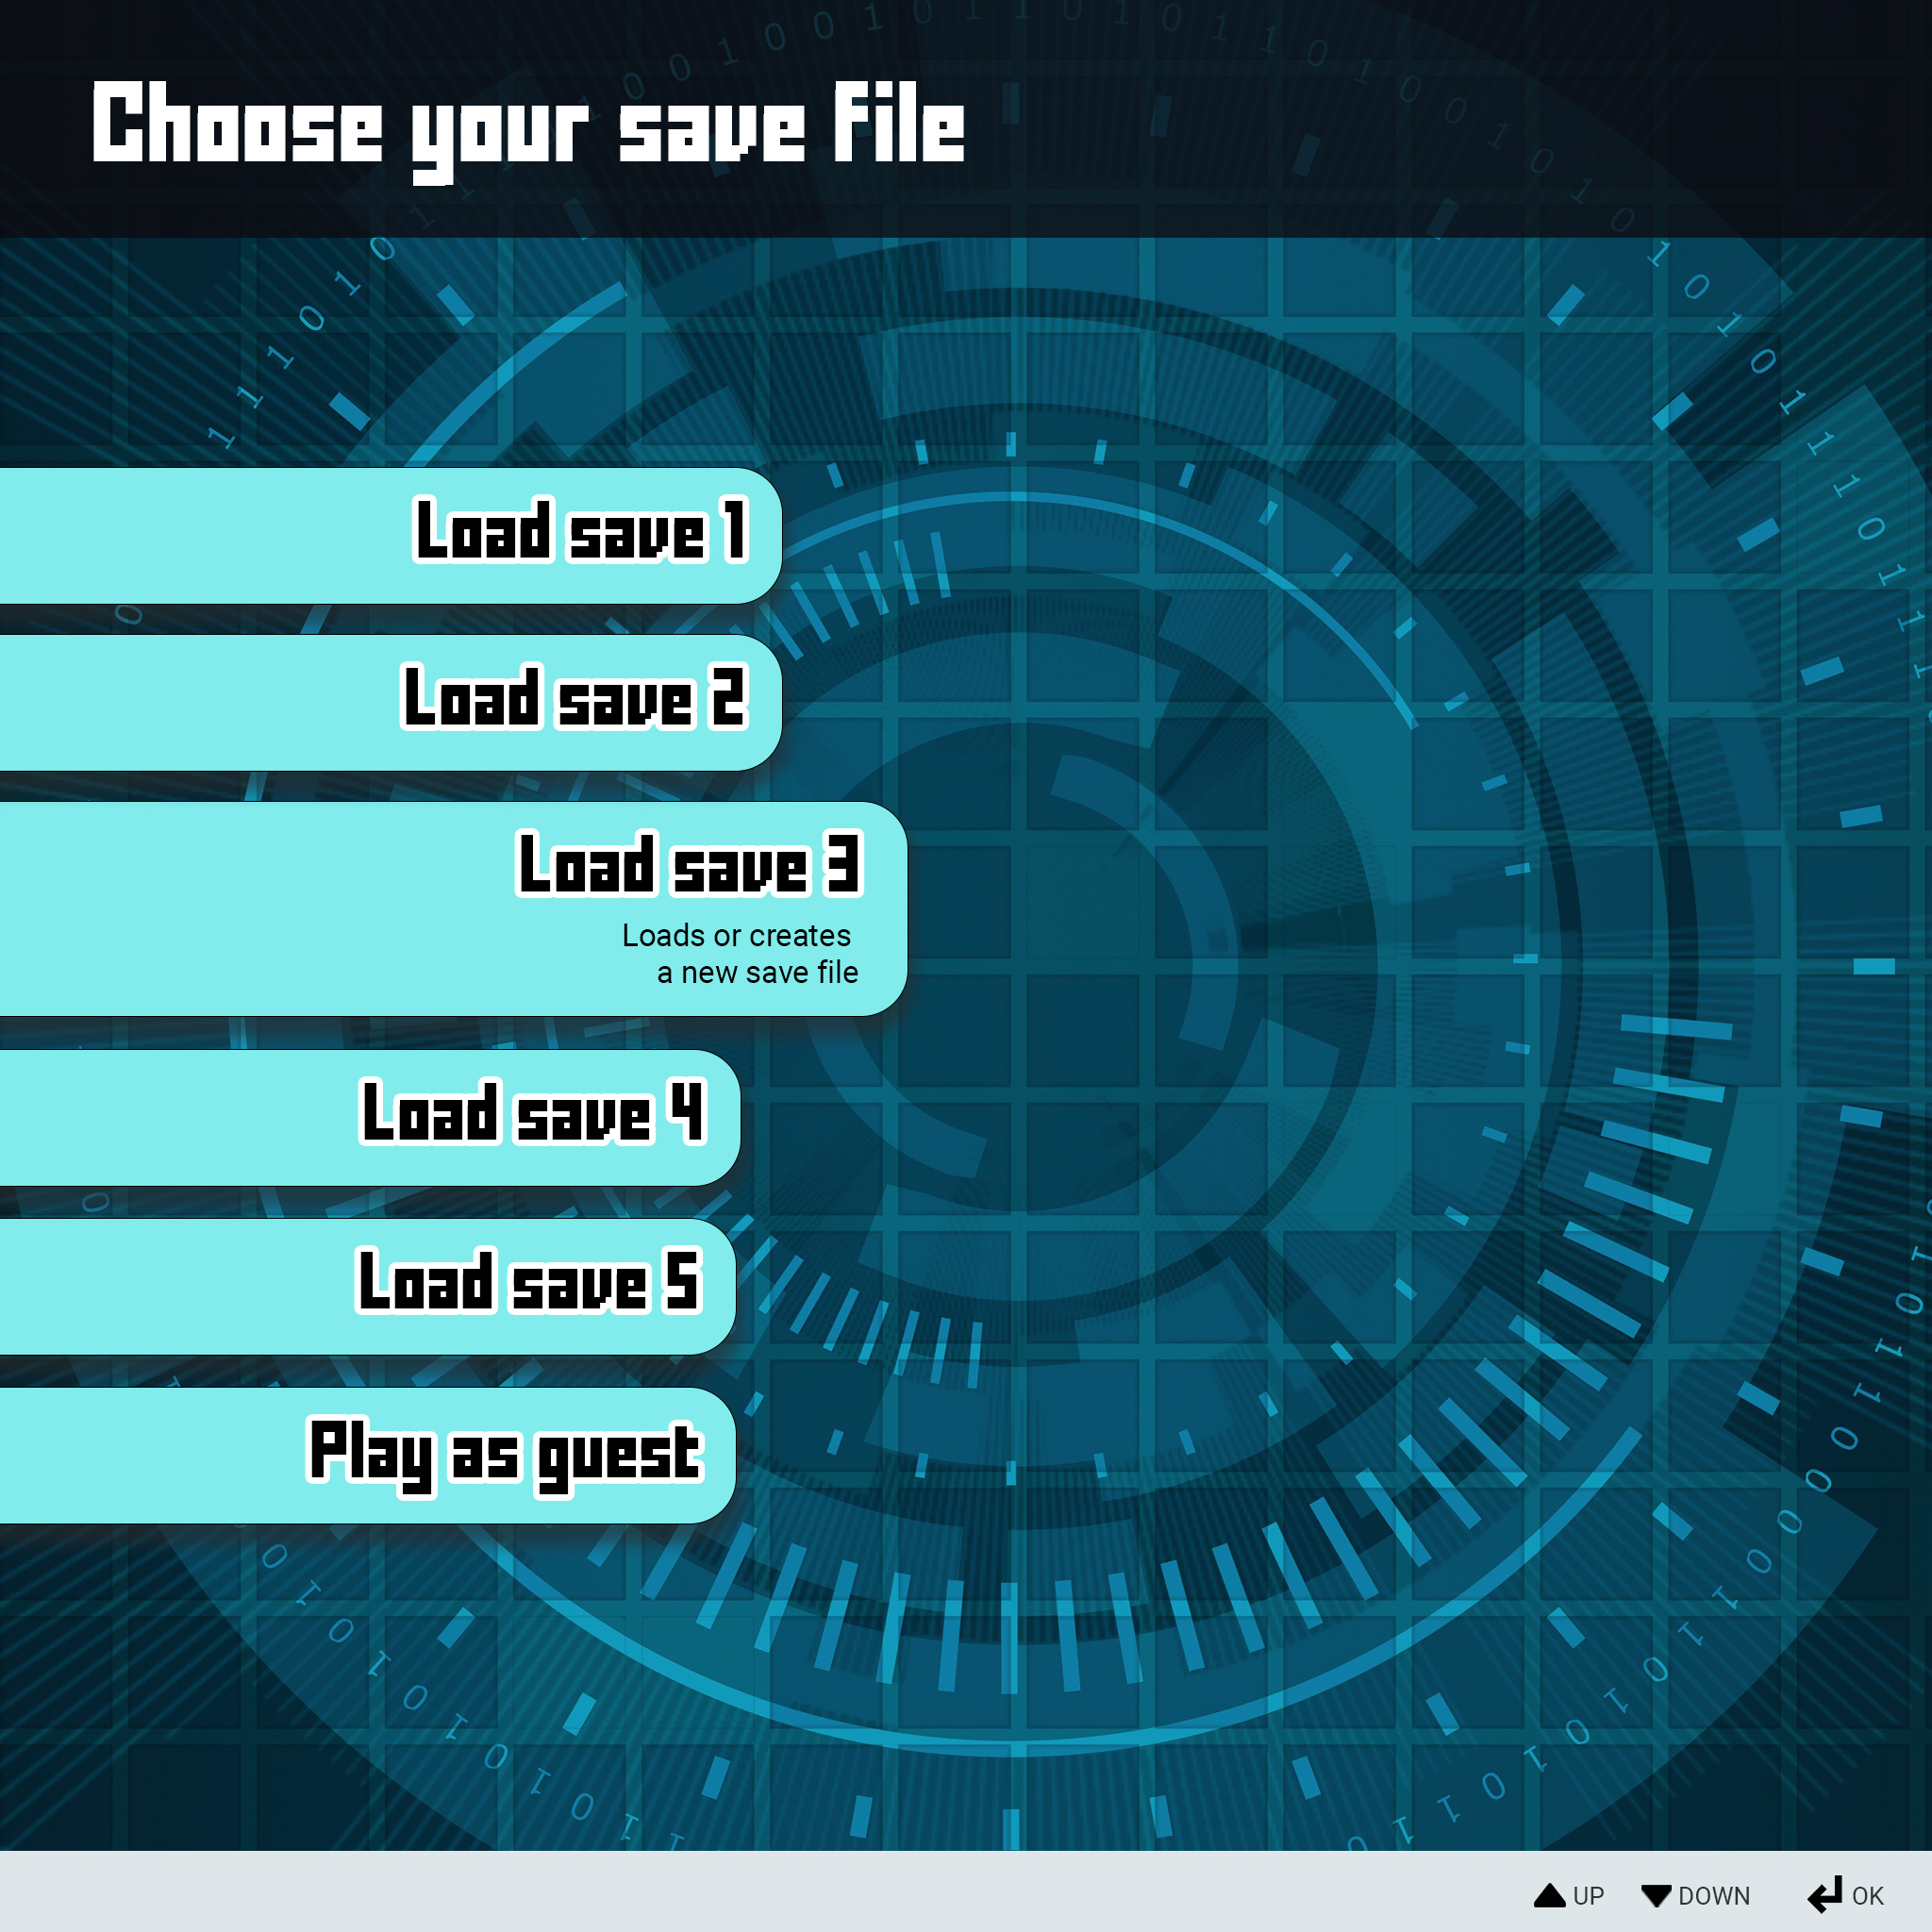 Choose your save file
Load save 1
Load save 2
Load save 3
Loads or creates
a new save file
Load save 4
Load save 5
Play as guest
UP DOWN OK